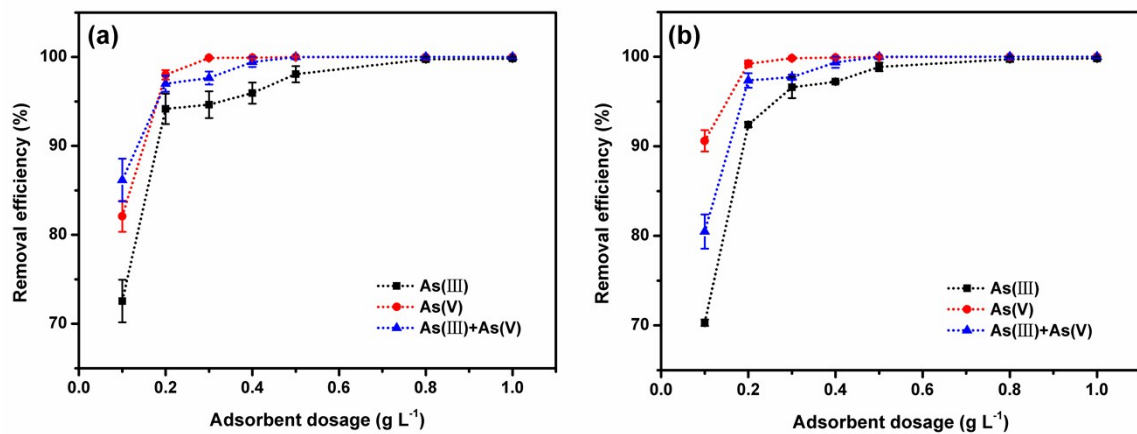 (a)
Removal efficiency (%)
100
90
80
70
As(Ⅲ)
As(V)
As(Ⅲ)+As(V)
0.0 0.2 0.4 0.6 0.8 1.0
Adsorbent dosage (g L⁻¹)
(b)
Removal efficiency (%)
100
90
80
70
As(Ⅲ)
As(V)
As(Ⅲ)+As(V)
0.0 0.2 0.4 0.6 0.8 1.0
Adsorbent dosage (g L⁻¹)